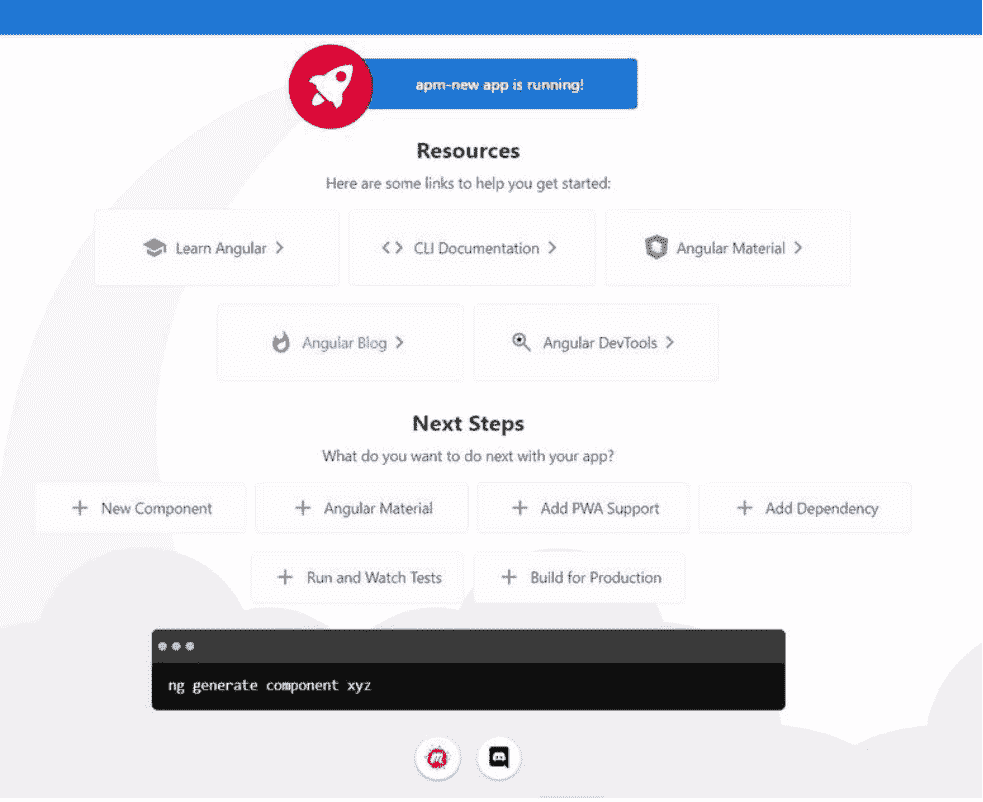 apm-new app is running!
Resources
Here are some links to help you get started:
Learn Angular
CLI Documentation
Angular Material
Angular Blog
Angular DevTools
Next Steps
What do you want to do next with your app?
New Component
Angular Material
Add PWA Support
Add Dependency
Run and Watch Tests
Build for Production
ng generate component xyz